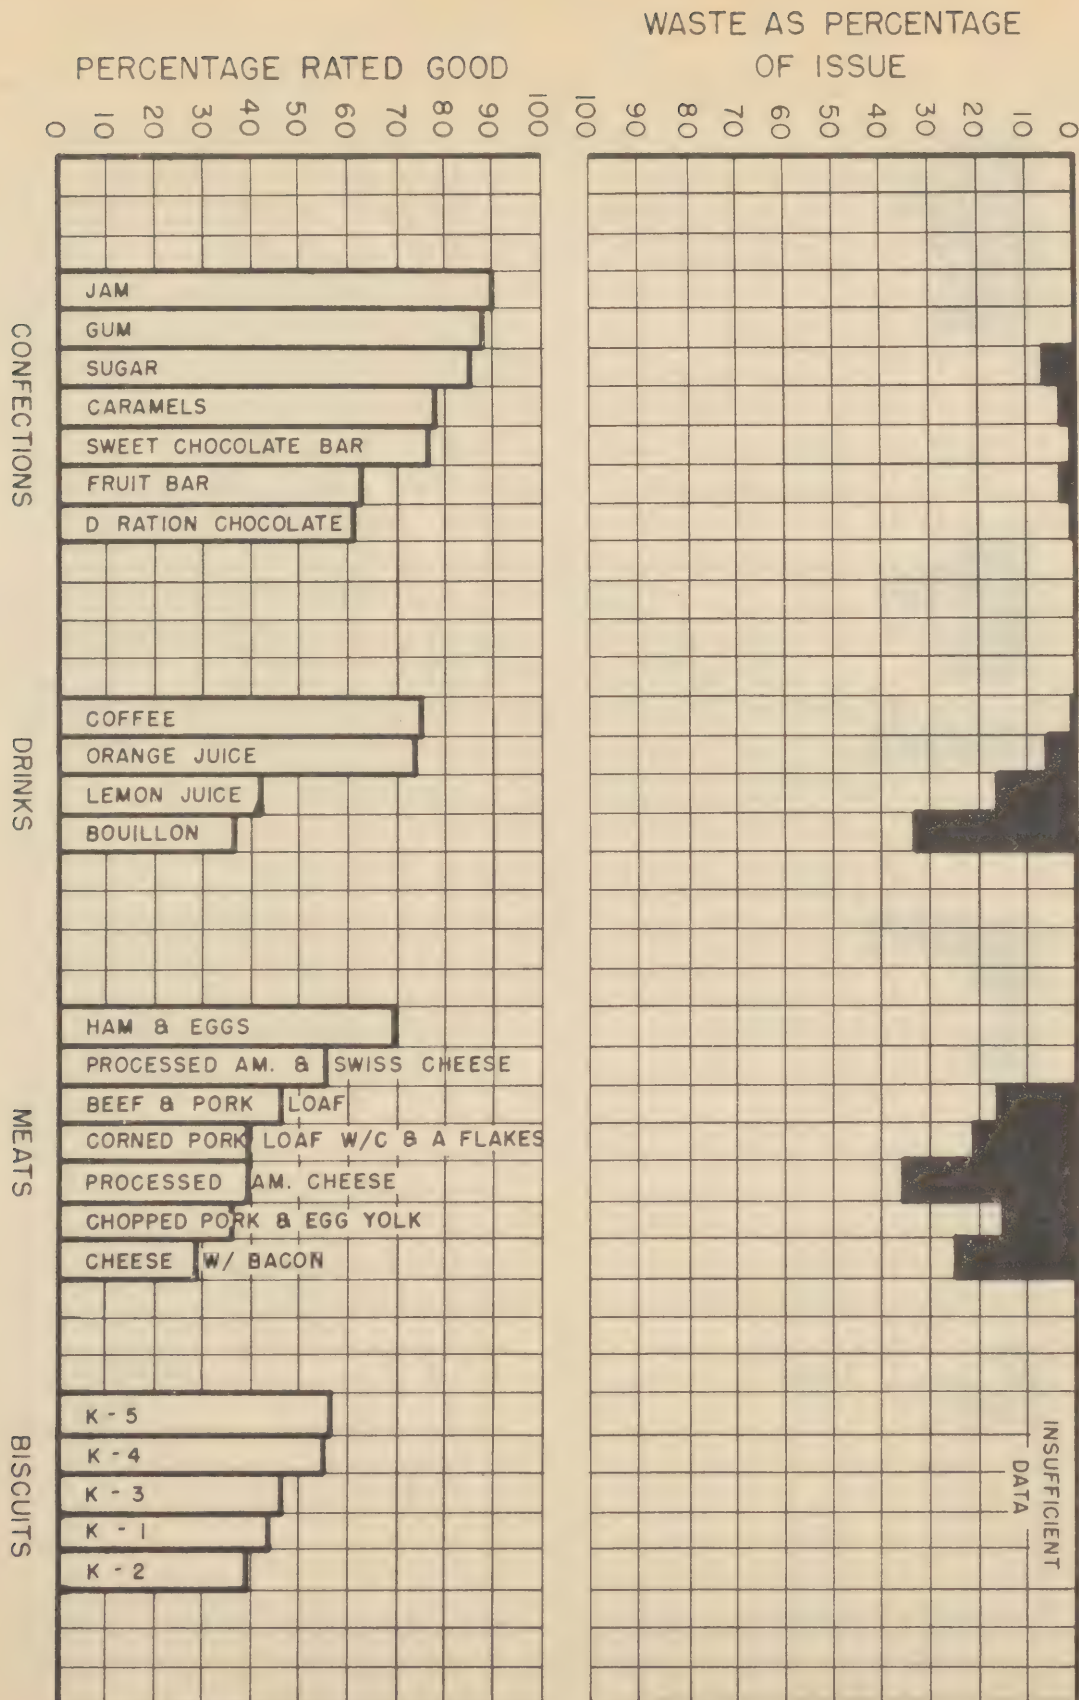 WASTE AS PERCENTAGE
OF ISSUE
PERCENTAGE RATED GOOD
0 10 20 30 40 50 60 70 80 90 100
100 90 80 70 60 50 40 30 20 10 0
CONFECTIONS
JAM
GUM
SUGAR
CARAMELS
SWEET CHOCOLATE BAR
FRUIT BAR
D RATION CHOCOLATE
DRINKS
COFFEE
ORANGE JUICE
LEMON JUICE
BOUILLON
MEATS
HAM & EGGS
PROCESSED AM. & SWISS CHEESE
BEEF & PORK LOAF
CORNED PORK LOAF W/C & A FLAKES
PROCESSED AM. CHEESE
CHOPPED PORK & EGG YOLK
CHEESE W/ BACON
BISCUITS
K-5
K-4
K-3
K-1
K-2
INSUFFICIENT
DATA